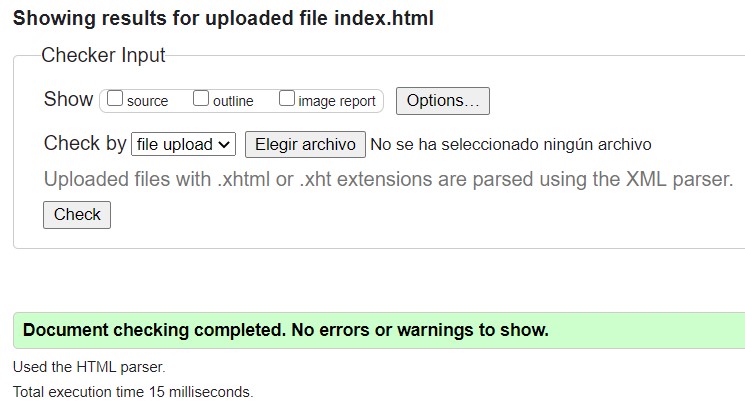 Showing results for uploaded file index.html
Checker Input
Show source outline image report Options...
Check by file upload Elegir archivo No se ha seleccionado ningún archivo
Uploaded files with .xhtml or .xht extensions are parsed using the XML parser.
Check
Document checking completed. No errors or warnings to show.
Used the HTML parser.
Total execution time 15 milliseconds.